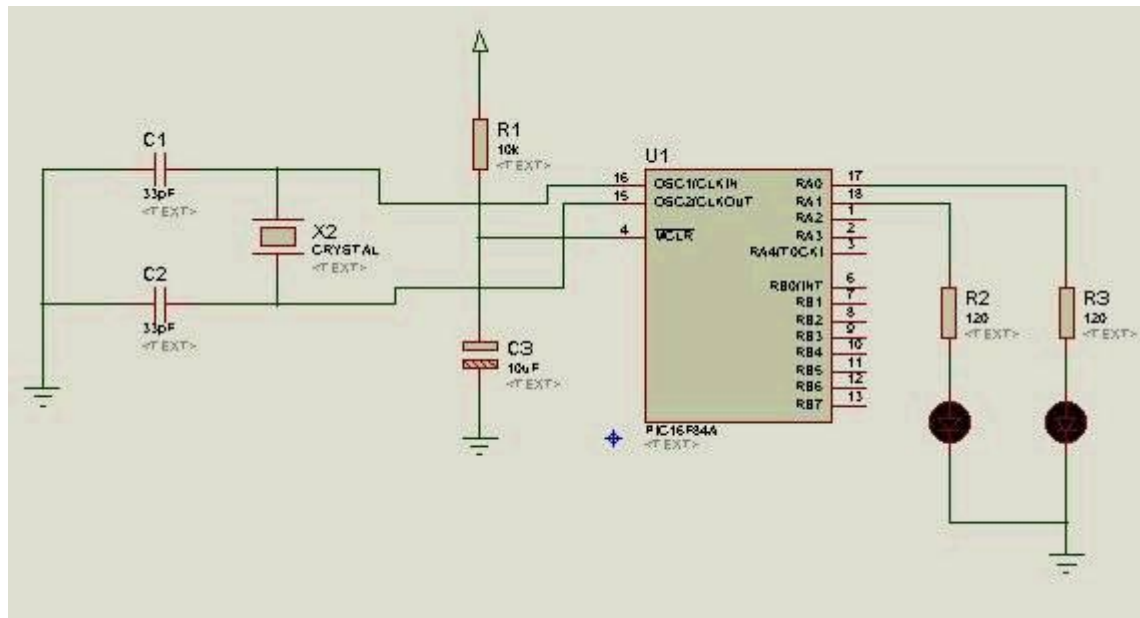 C1
33pF
<TEXT>
X2
CRYSTAL
<TEXT>
C2
33pF
<TEXT>
R1
10k
<TEXT>
C3
10uF
<TEXT>
U1
16 OSC1/CLKIN
15 OSC2/CLKOUT
4 MCLR
RA0 17
RA1 18
RA2 1
RA3 2
RA4/T0CKI 3
RB0/INT 6
RB1 7
RB2 8
RB3 9
RB4 10
RB5 11
RB6 12
RB7 13
PIC16F84A
<TEXT>
R2
120
<TEXT>
R3
120
<TEXT>